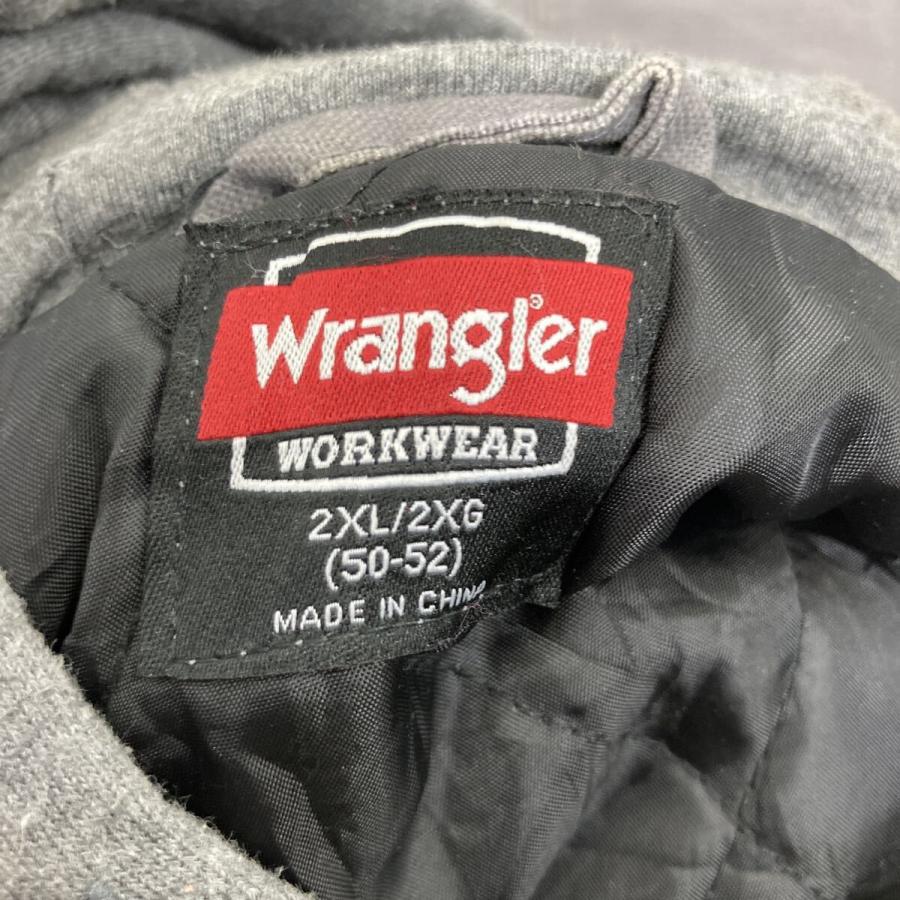 Wrangler®
WORKWEAR
2XL/2XG
(50-52)
MADE IN CHINA